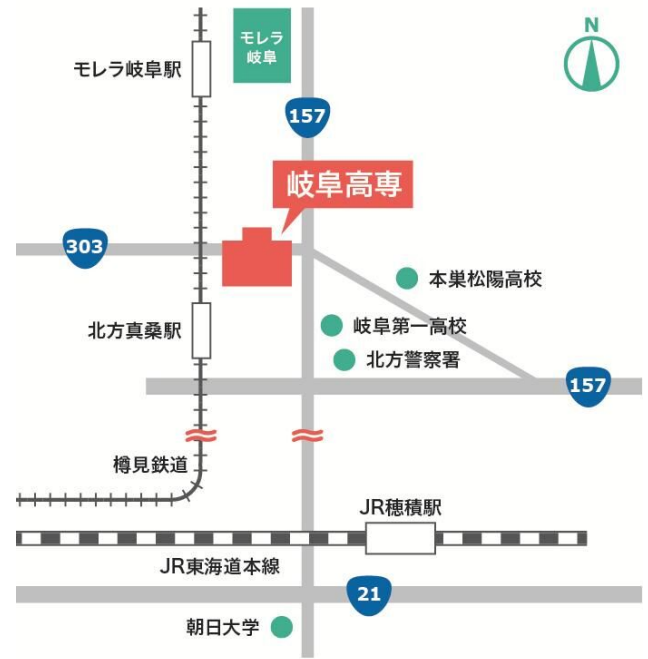 N
モレラ
岐阜
モレラ岐阜駅
157
岐阜高専
303
本巣松陽高校
岐阜第一高校
北方真桑駅
北方警察署
157
樽見鉄道
JR穂積駅
JR東海道本線
21
朝日大学